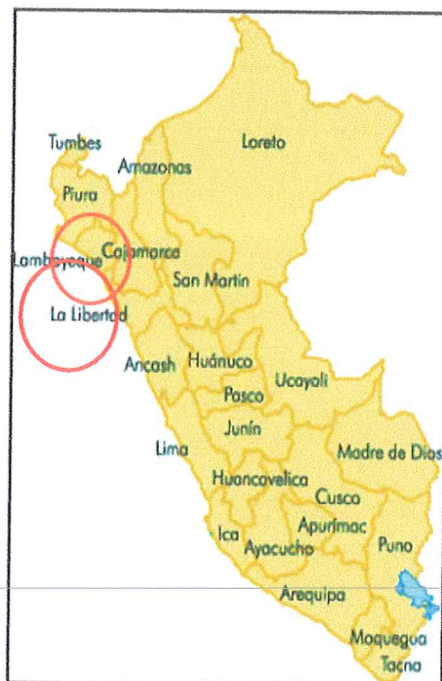 Tumbes
Loreto
Amazonas
Piura
Cajamarca
Lambayeque
San Martin
La Libertad
Ancash
Huánuco
Ucayali
Pasco
Junín
Lima
Madre de Dios
Huancavelica
Cusco
Ica
Apurímac
Ayacucho
Puno
Arequipa
Moquegua
Tacna